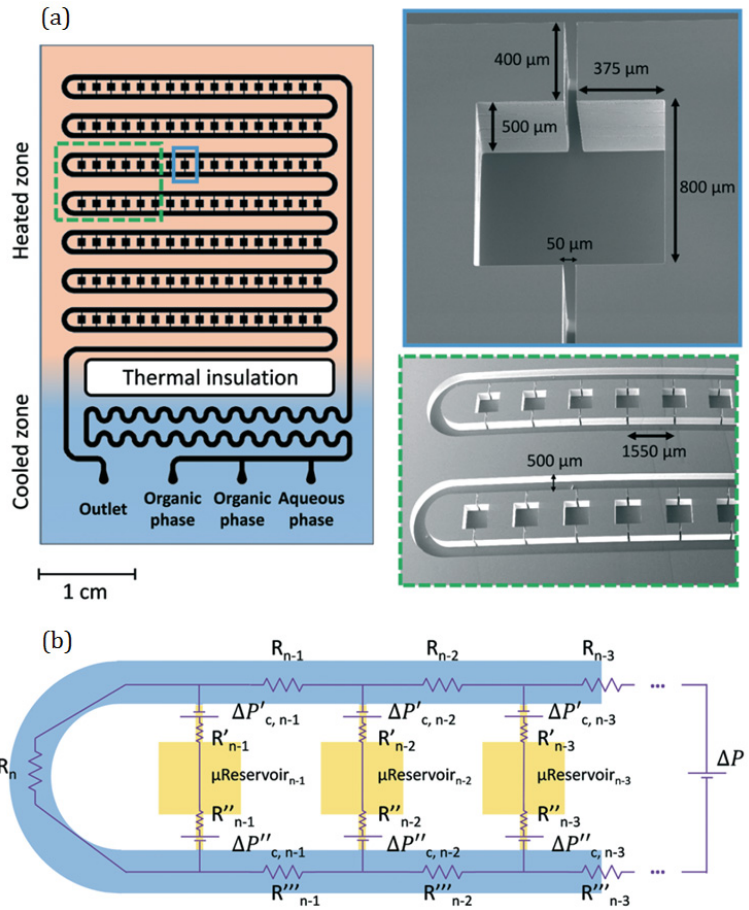 (a)
Heated zone
Cooled zone
Thermal insulation
Outlet
Organic phase
Organic phase
Aqueous phase
1 cm
400 µm
375 µm
500 µm
800 µm
50 µm
1550 µm
500 µm
(b)
Rn-1
Rn-2
Rn-3
ΔP′c, n-1
ΔP′c, n-2
ΔP′c, n-3
R′n-1
R′n-2
R′n-3
Rn
µReservoirn-1
µReservoirn-2
µReservoirn-3
ΔP
R″n-1
R″n-2
R″n-3
ΔP″c, n-1
ΔP″c, n-2
ΔP″c, n-3
R‴n-1
R‴n-2
R‴n-3